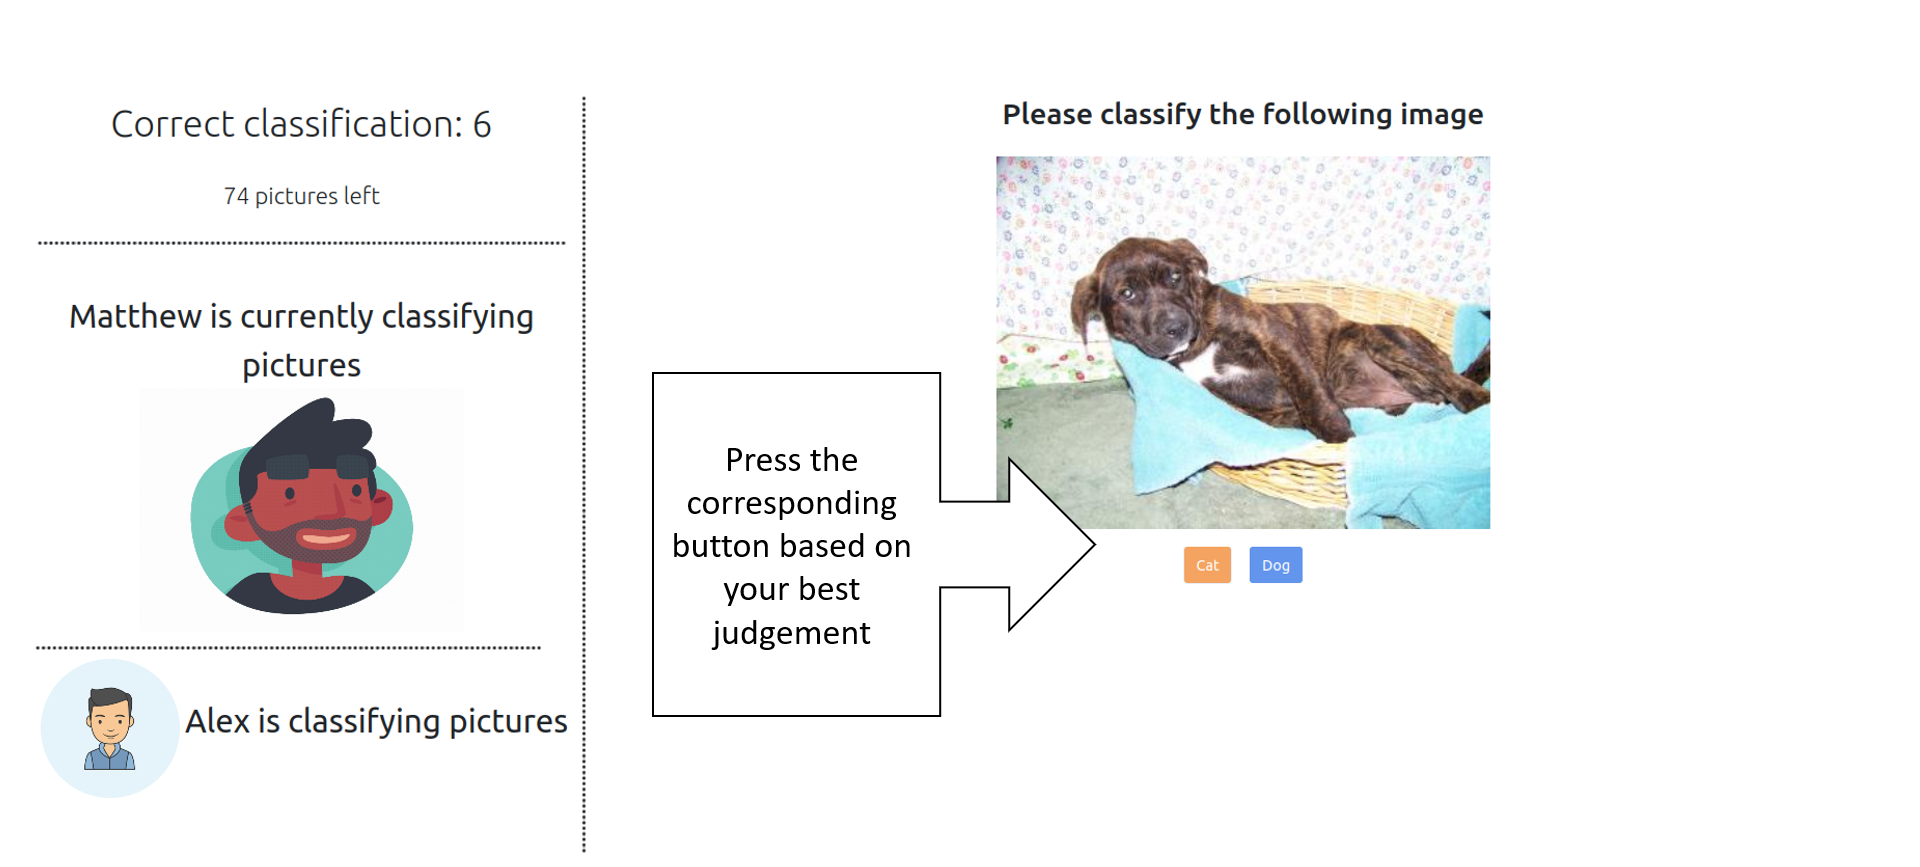 Correct classification: 6
74 pictures left
Matthew is currently classifying
pictures
Alex is classifying pictures
Press the
corresponding
button based on
your best
judgement
Please classify the following image
Cat
Dog